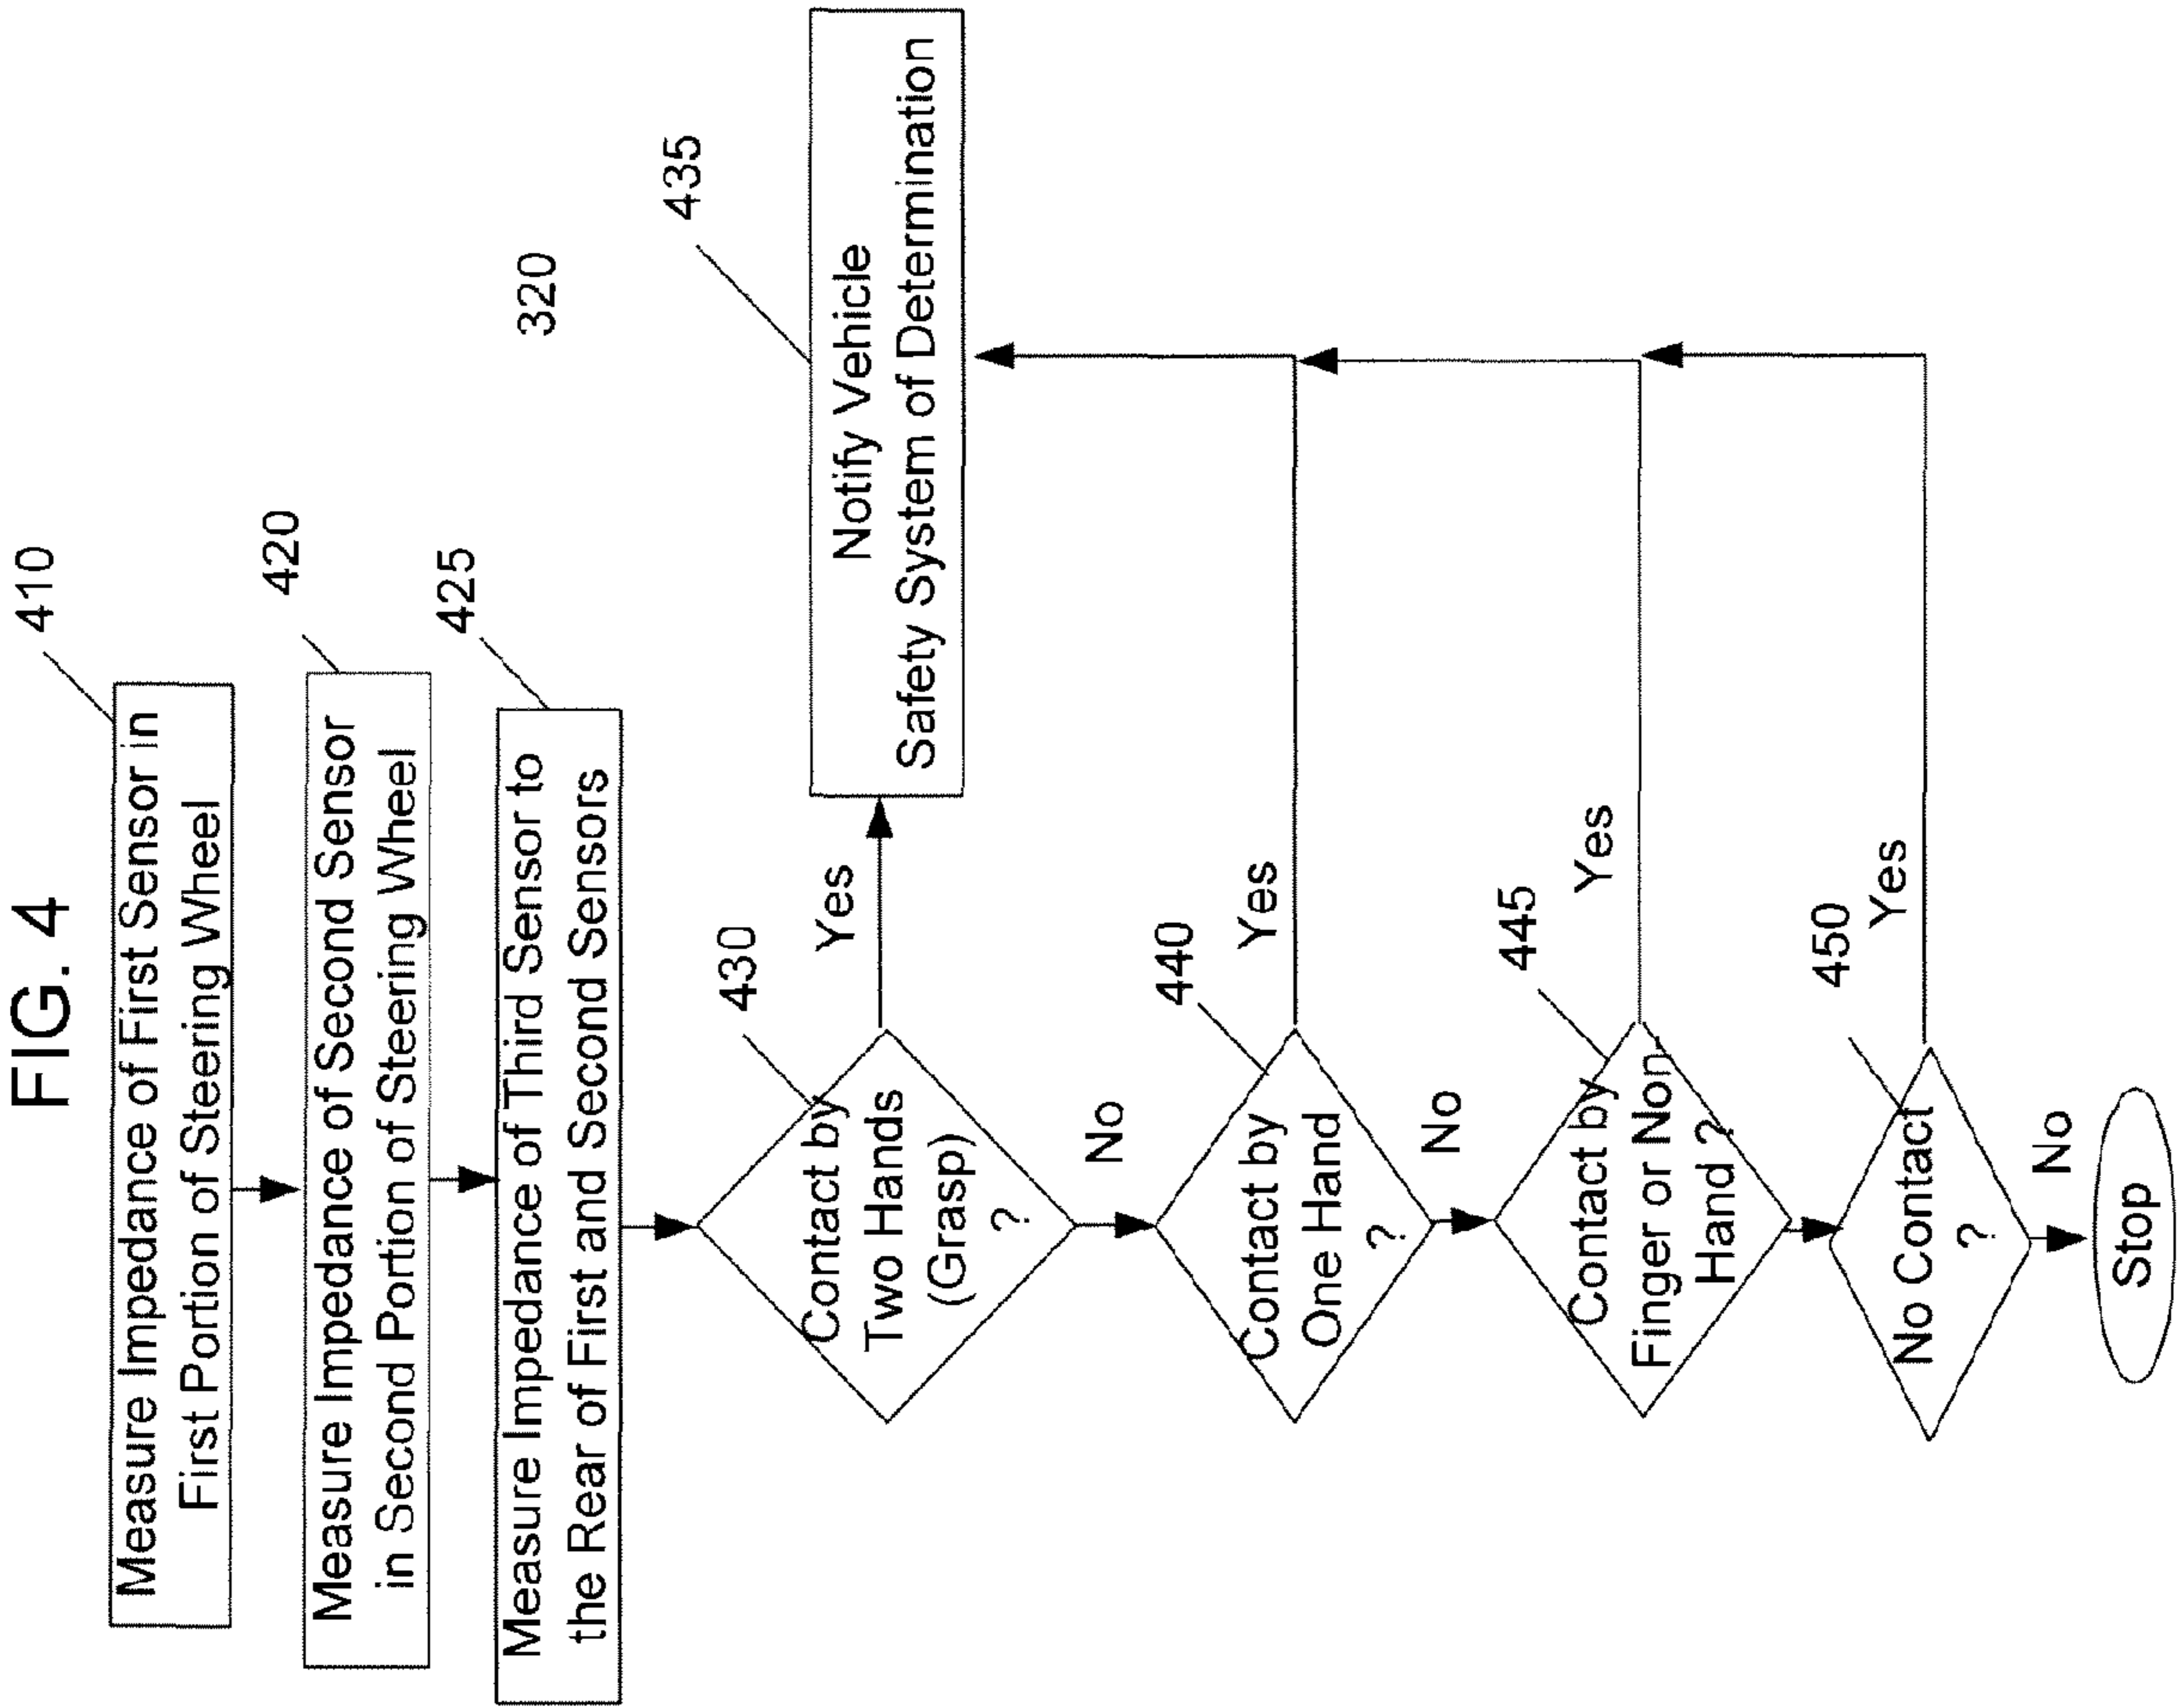 FIG. 4
410
Measure Impedance of First Sensor in
First Portion of Steering Wheel
420
Measure Impedance of Second Sensor
in Second Portion of Steering Wheel
425
Measure Impedance of Third Sensor to
the Rear of First and Second Sensors
320
430
Contact by
Two Hands
(Grasp)
?
Yes
435
Notify Vehicle
Safety System of Determination
No
440
Contact by
One Hand
?
Yes
No
445
Contact by
Finger or Non
Hand ?
Yes
450
No Contact
?
Yes
No
Stop